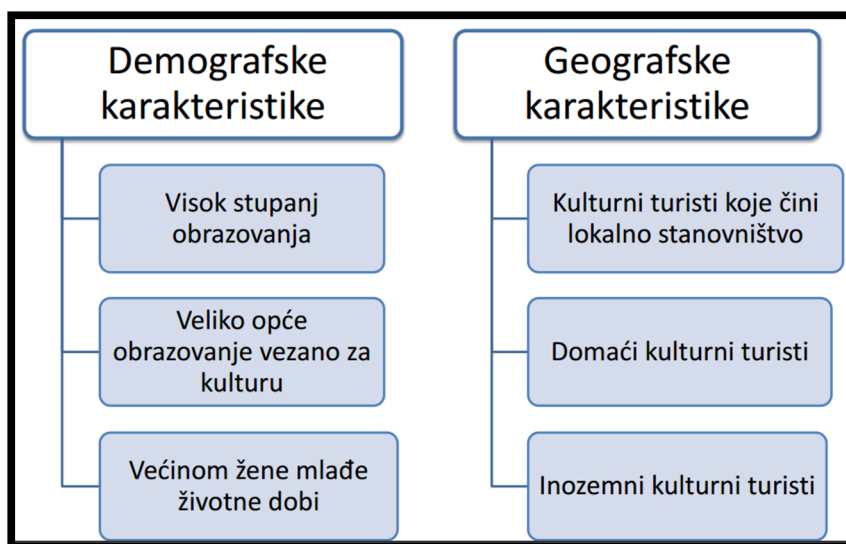 Demografske
karakteristike
Visok stupanj
obrazovanja
Veliko opće
obrazovanje vezano za
kulturu
Većinom žene mlađe
životne dobi
Geografske
karakteristike
Kulturni turisti koje čini
lokalno stanovništvo
Domaći kulturni turisti
Inozemni kulturni turisti